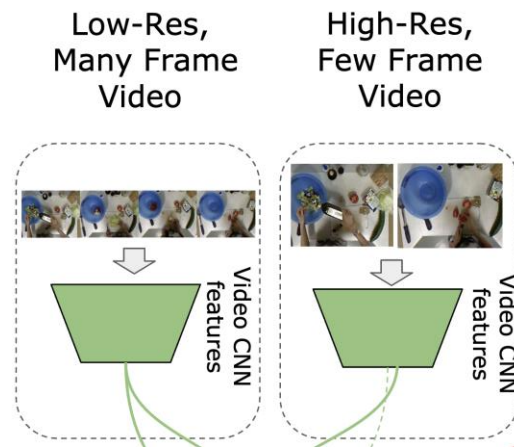 Low-Res,
Many Frame
Video
High-Res,
Few Frame
Video
Video CNN
features
Video CNN
features